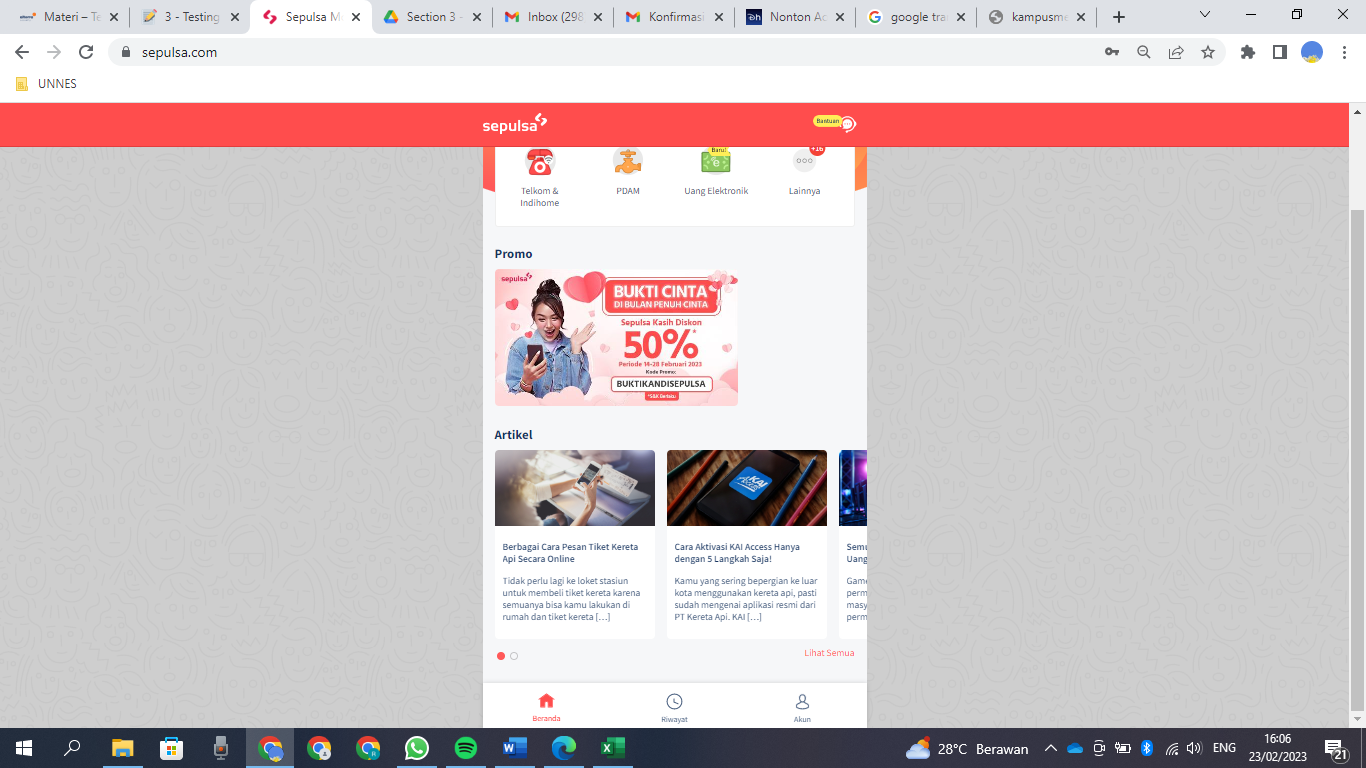 Materi – Te
3 - Testing
Sepulsa M
Section 3 -
Inbox (298
Konfirmasi
Nonton Ac
google tra
kampusme
sepulsa.com
UNNES
sepulsa
Bantuan
Baru!
+16
Telkom &
Indihome
PDAM
Uang Elektronik
Lainnya
Promo
sepulsa
BUKTI CINTA
DI BULAN PENUH CINTA
Sepulsa Kasih Diskon
50%*
Periode 14-28 Februari 2023
Kode Promo:
BUKTIKANDISEPULSA
*S&K Berlaku
Artikel
KAI
Access
Berbagai Cara Pesan Tiket Kereta
Api Secara Online
Tidak perlu lagi ke loket stasiun
untuk membeli tiket kereta karena
semuanya bisa kamu lakukan di
rumah dan tiket kereta […]
Cara Aktivasi KAI Access Hanya
dengan 5 Langkah Saja!
Kamu yang sering bepergian ke luar
kota menggunakan kereta api, pasti
sudah mengenai aplikasi resmi dari
PT Kereta Api. KAI […]
Semu
Uang
Game
perm
masy
perm
Lihat Semua
Beranda
Riwayat
Akun
28°C Berawan
ENG
16:06
23/02/2023
21